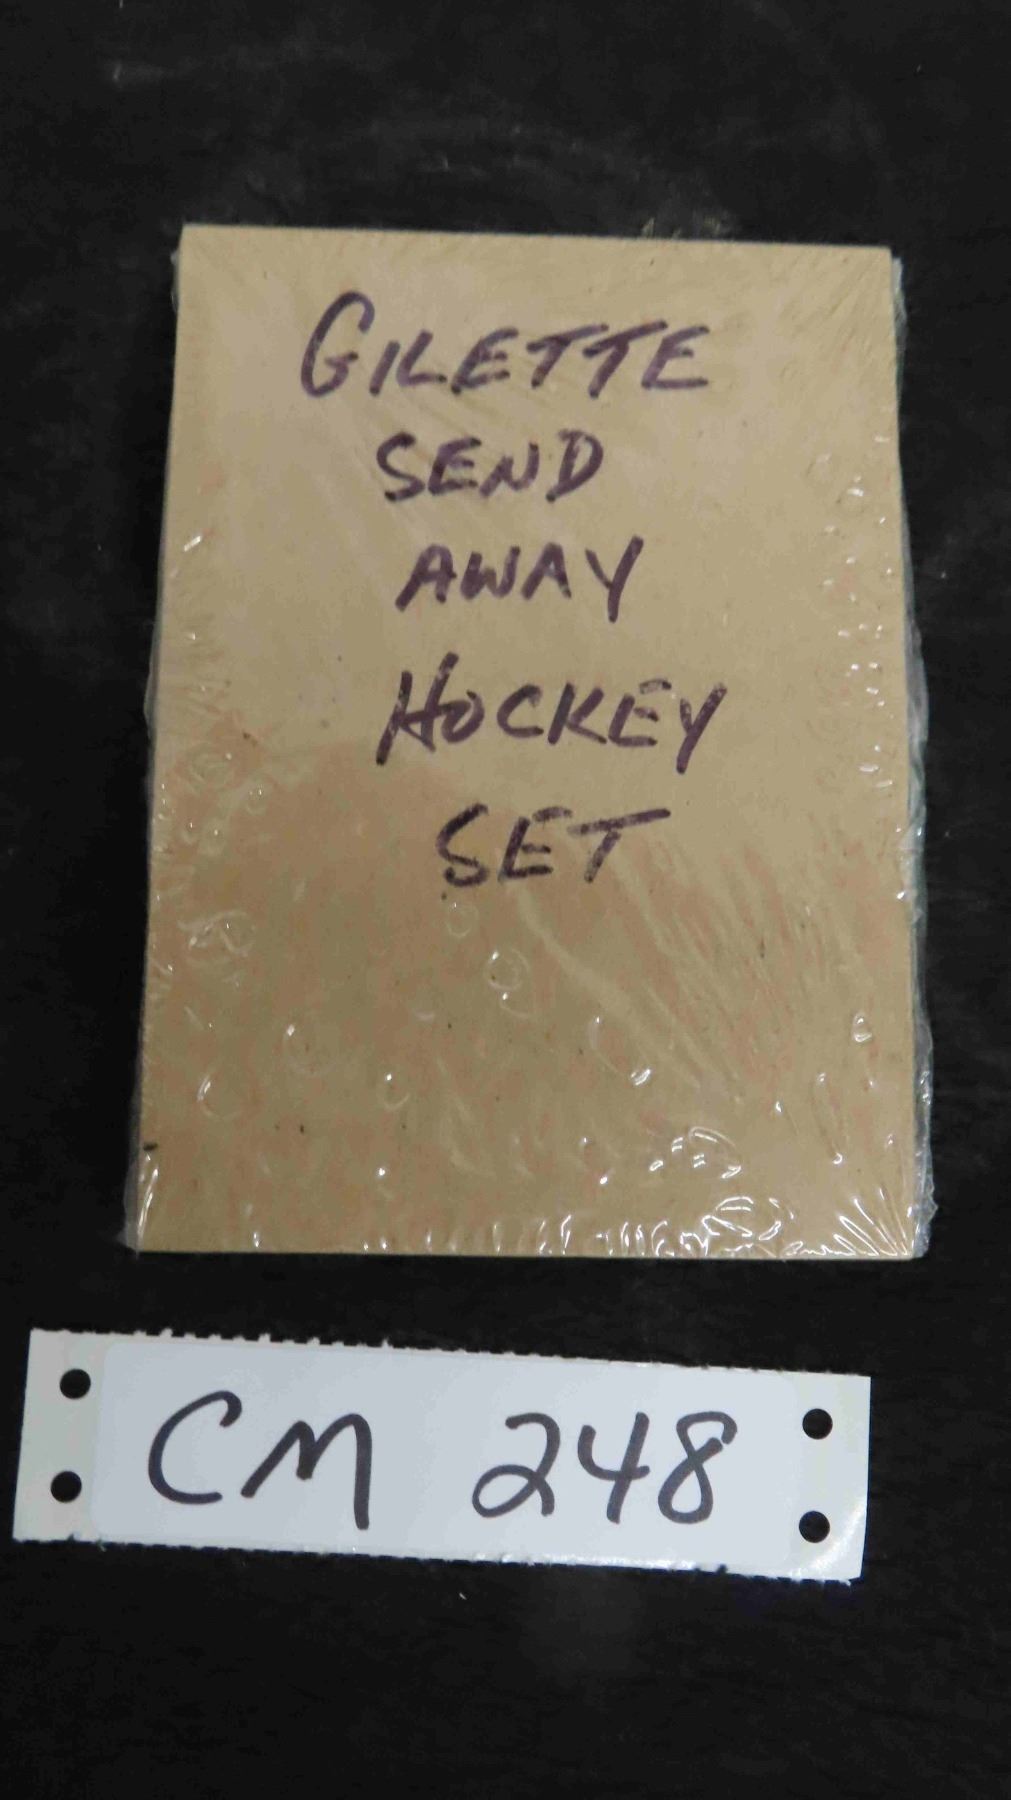 GILETTE
SEND
AWAY
HOCKEY
SET
CM 248